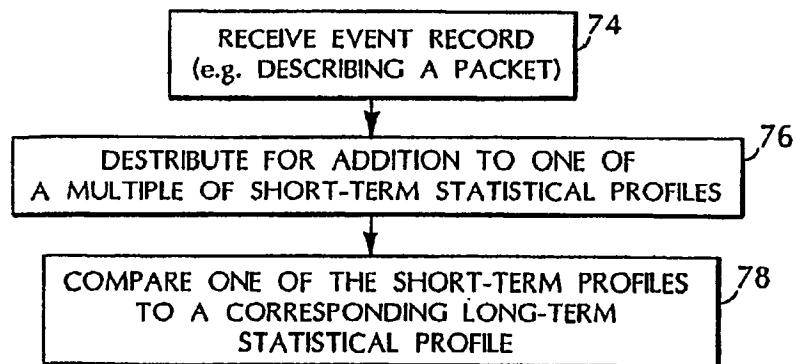 RECEIVE EVENT RECORD
(e.g. DESCRIBING A PACKET)
74
DESTRIBUTE FOR ADDITION TO ONE OF
A MULTIPLE OF SHORT-TERM STATISTICAL PROFILES
76
COMPARE ONE OF THE SHORT-TERM PROFILES
TO A CORRESPONDING LONG-TERM
STATISTICAL PROFILE
78